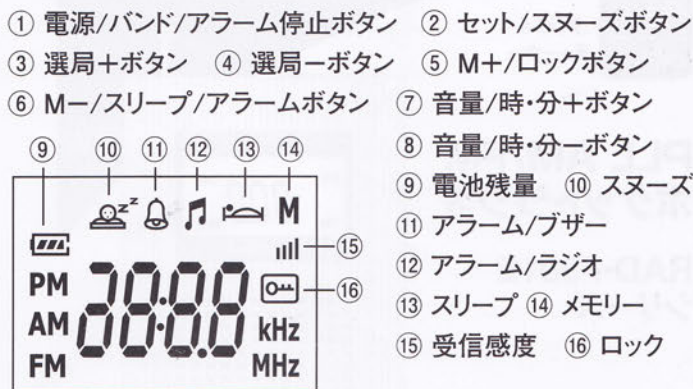 ① 電源/バンド/アラーム停止ボタン ② セット/スヌーズボタン
③ 選局+ボタン ④ 選局−ボタン ⑤ M+/ロックボタン
⑥ M−/スリープ/アラームボタン ⑦ 音量/時・分+ボタン
⑧ 音量/時・分−ボタン
⑨ 電池残量 ⑩ スヌーズ
⑪ アラーム/ブザー
⑫ アラーム/ラジオ
⑬ スリープ ⑭ メモリー
⑮ 受信感度 ⑯ ロック
⑨ ⑩ ⑪ ⑫ ⑬ ⑭
zz M
⑮
PM ⑯
AM kHz
FM MHz